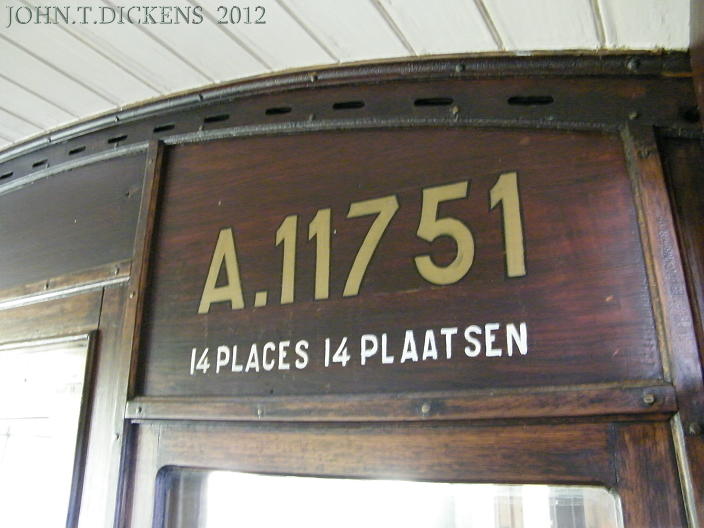 JOHN.T.DICKENS 2012
A.11751
14 PLACES 14 PLAATSEN